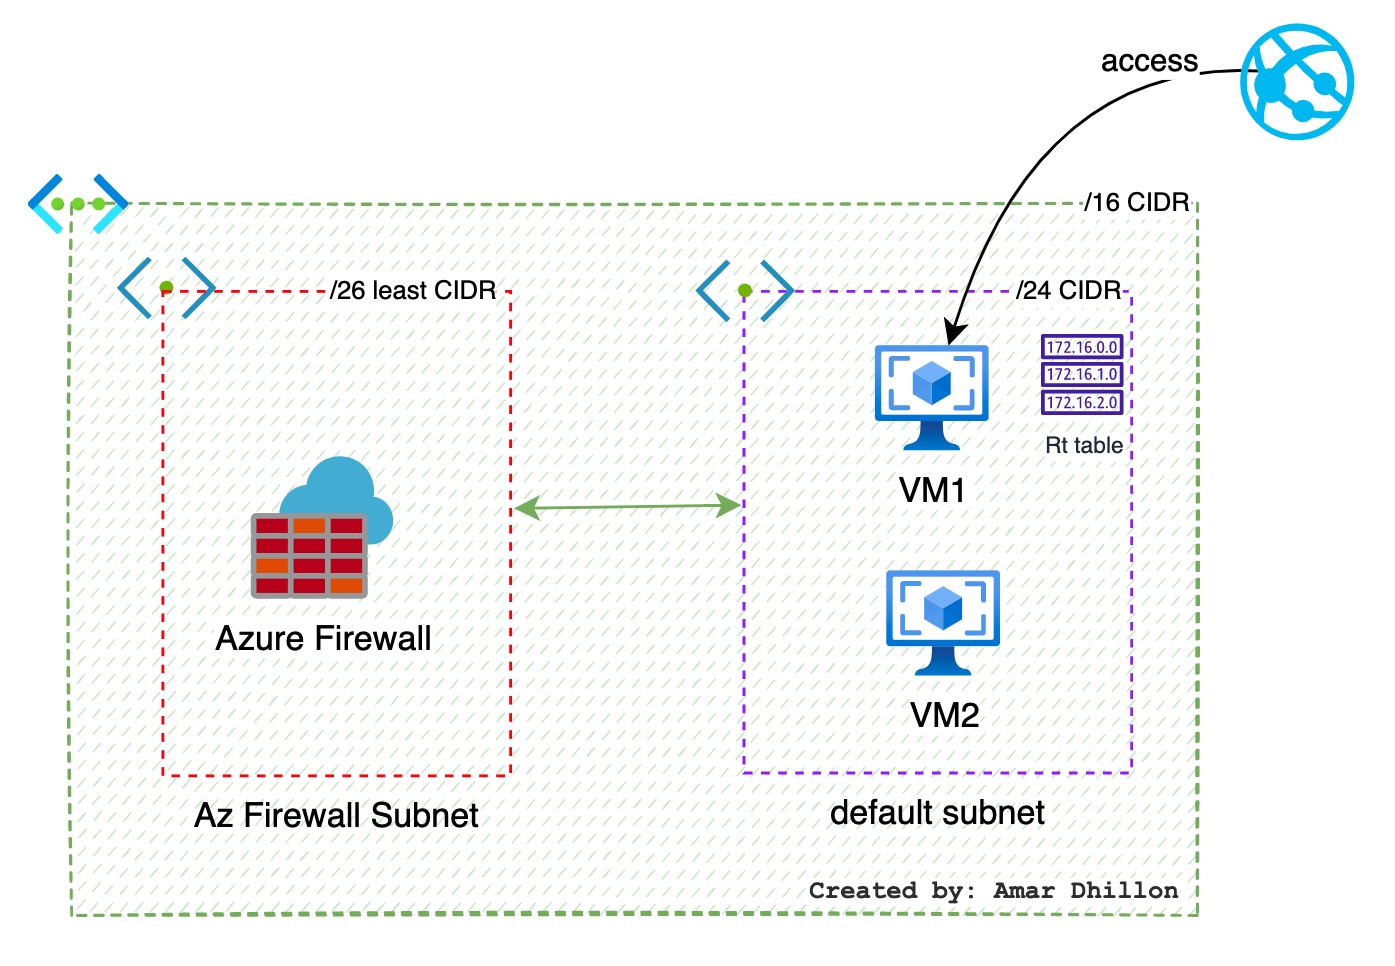 access
/16 CIDR
/26 least CIDR
/24 CIDR
172.16.0.0
172.16.1.0
172.16.2.0
Rt table
VM1
Azure Firewall
VM2
Az Firewall Subnet
default subnet
Created by: Amar Dhillon